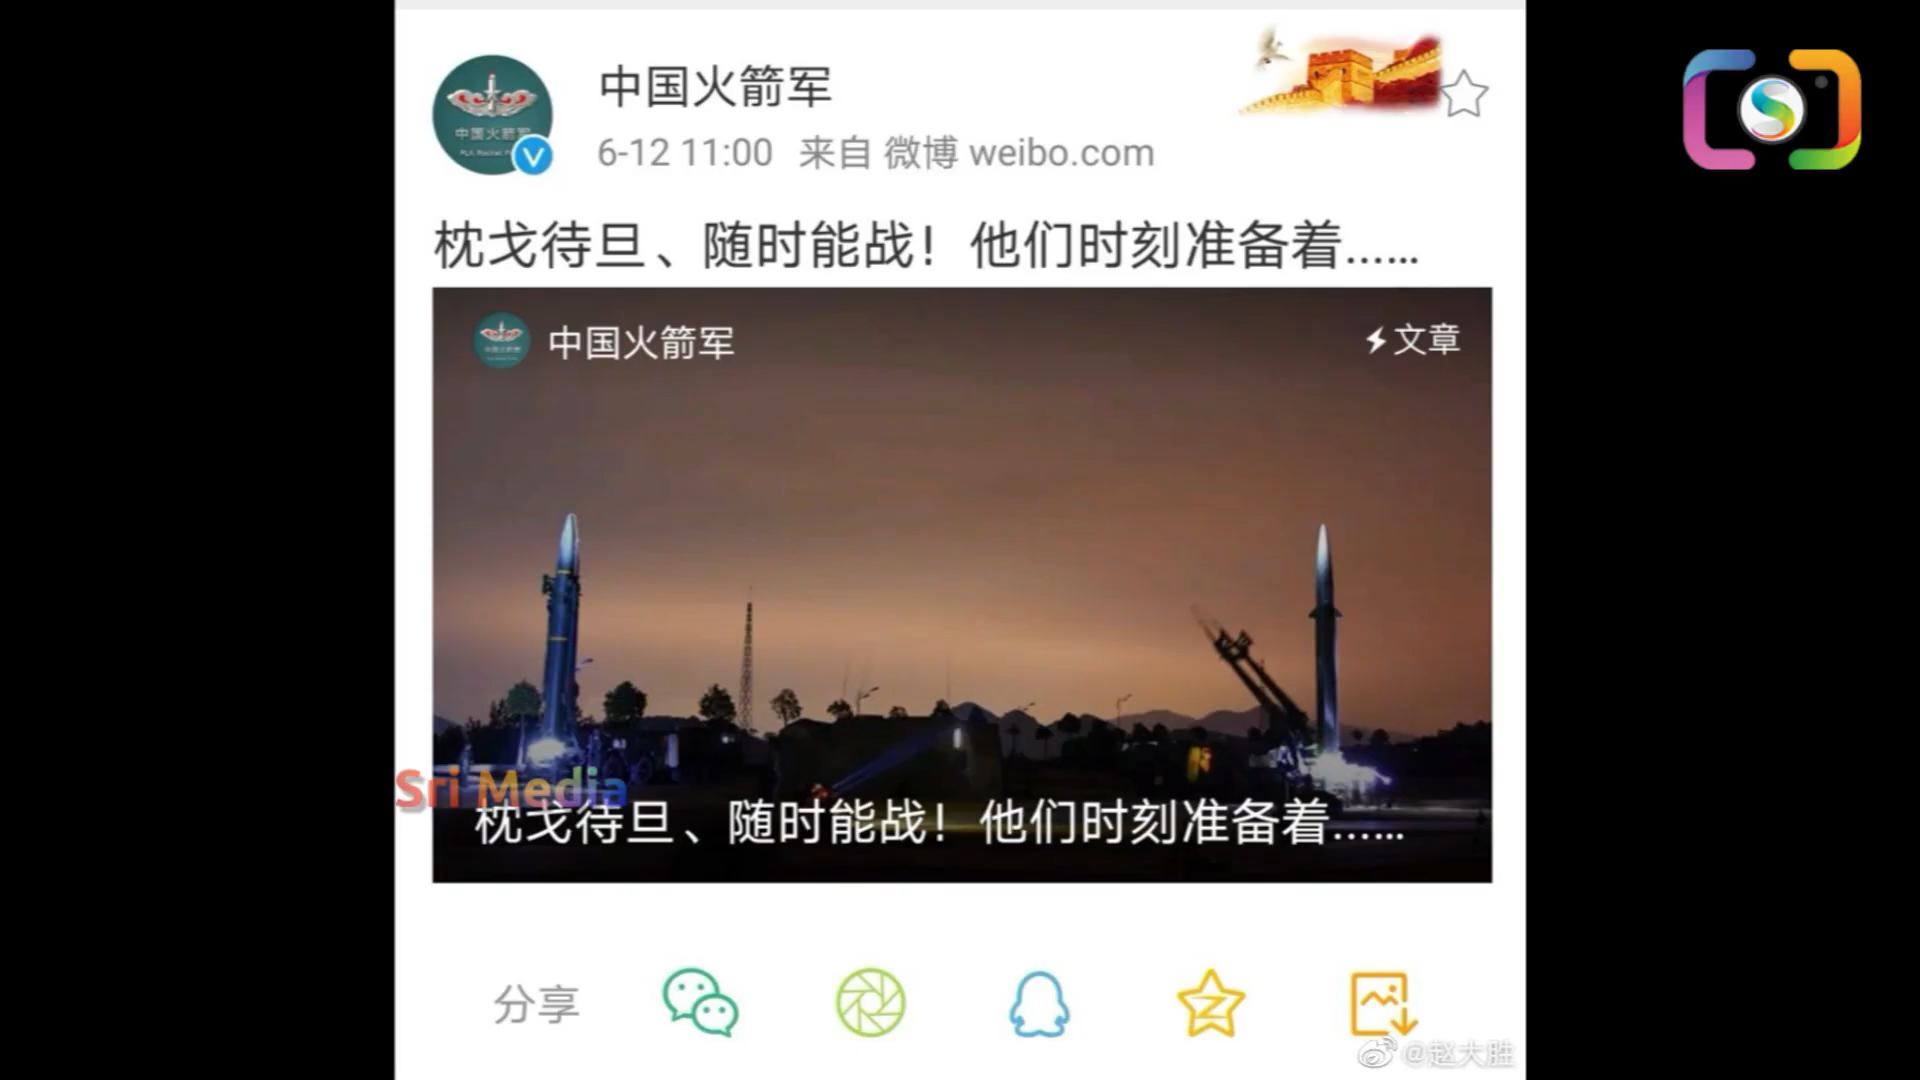 中国火箭军
6-12 11:00 来自 微博 weibo.com
枕戈待旦、随时能战！他们时刻准备着……
中国火箭军
文章
Sri Media
枕戈待旦、随时能战！他们时刻准备着……
分享
@赵大胜